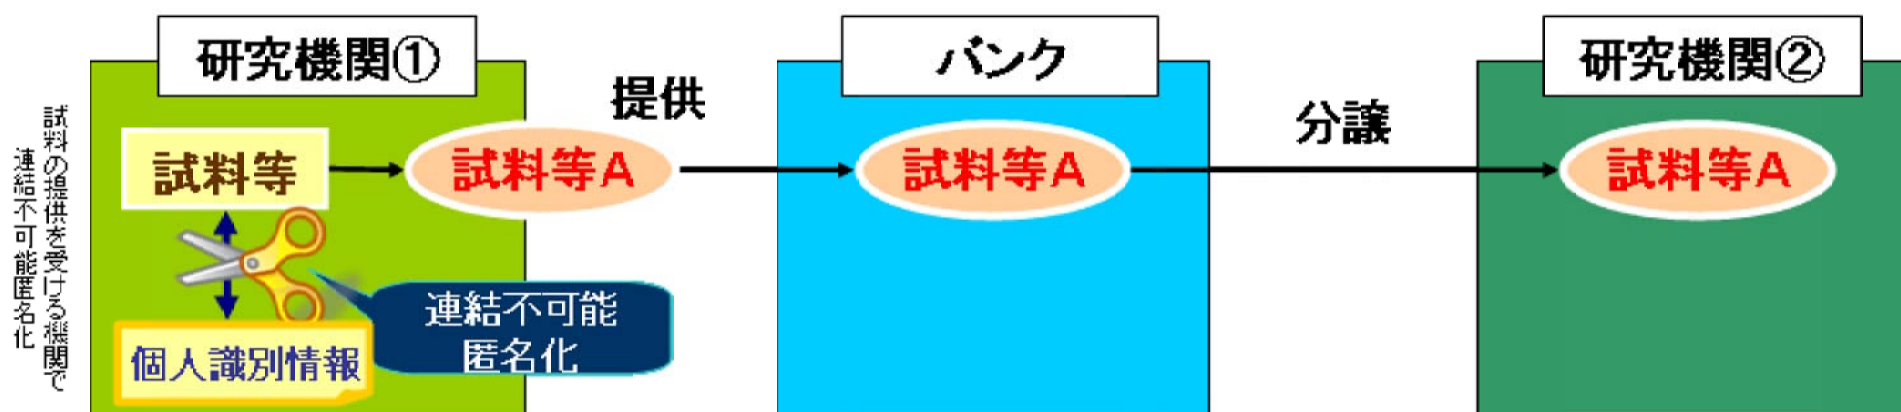 試料の提供を受ける機関で
連結不可能匿名化
研究機関①
試料等
試料等A
個人識別情報
連結不可能
匿名化
提供
バンク
試料等A
分譲
研究機関②
試料等A